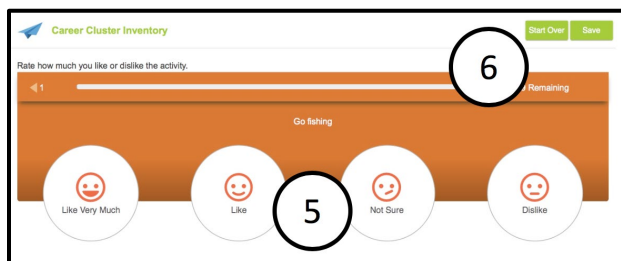 Career Cluster Inventory
Start Over Save
Rate how much you like or dislike the activity.
6
1 Remaining
Go fishing
Like Very Much Like 5 Not Sure Dislike